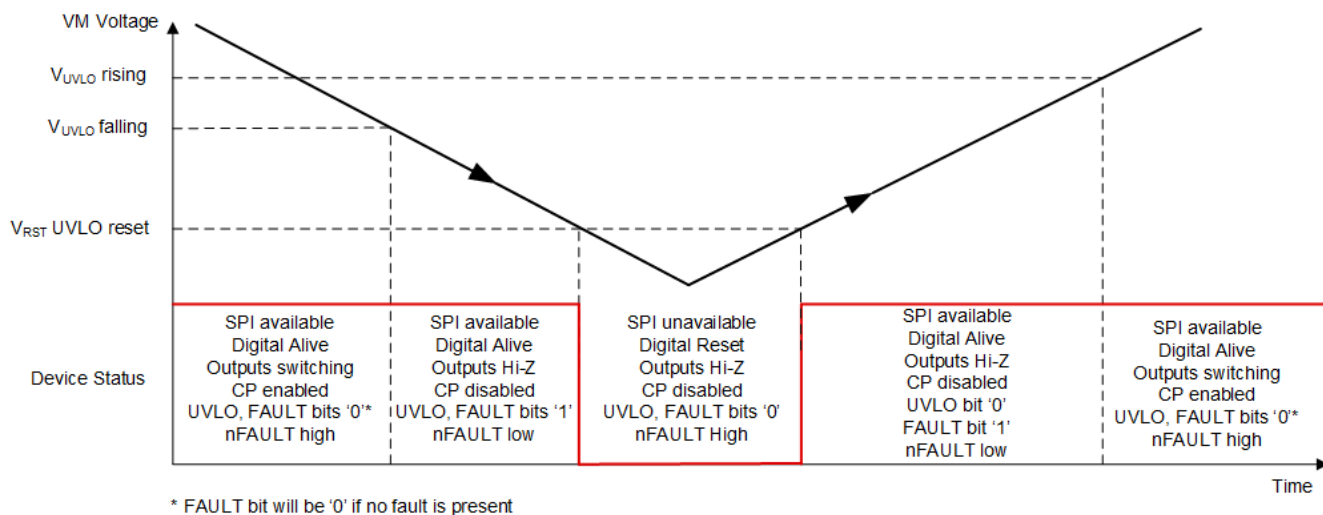 VM Voltage
V_UVLO rising
V_UVLO falling
V_RST UVLO reset
Device Status
SPI available
Digital Alive
Outputs switching
CP enabled
UVLO, FAULT bits ‘0’*
nFAULT high
SPI available
Digital Alive
Outputs Hi-Z
CP disabled
UVLO, FAULT bits ‘1’
nFAULT low
SPI unavailable
Digital Reset
Outputs Hi-Z
CP disabled
UVLO, FAULT bits ‘0’
nFAULT High
SPI available
Digital Alive
Outputs Hi-Z
CP disabled
UVLO bit ‘0’
FAULT bit ‘1’
nFAULT low
SPI available
Digital Alive
Outputs switching
CP enabled
UVLO, FAULT bits ‘0’*
nFAULT high
Time
* FAULT bit will be ‘0’ if no fault is present